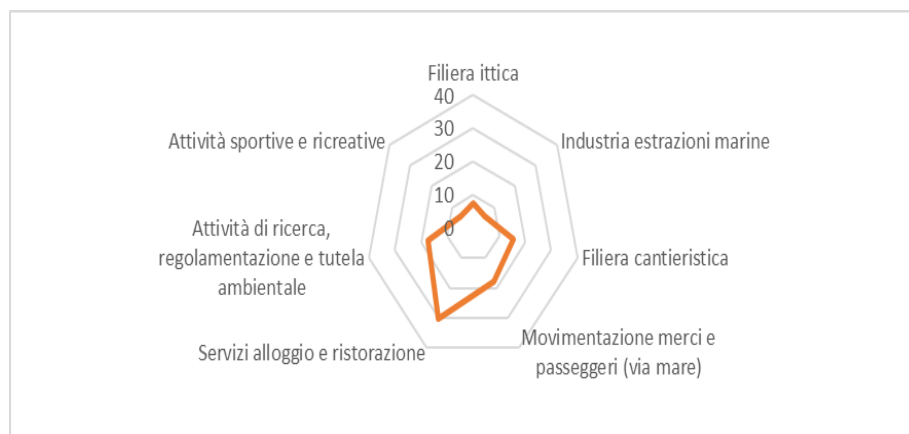 Filiera ittica
40
30
20
10
0
Industria estrazioni marine
Filiera cantieristica
Movimentazione merci e
passeggeri (via mare)
Servizi alloggio e ristorazione
Attività di ricerca,
regolamentazione e tutela
ambientale
Attività sportive e ricreative